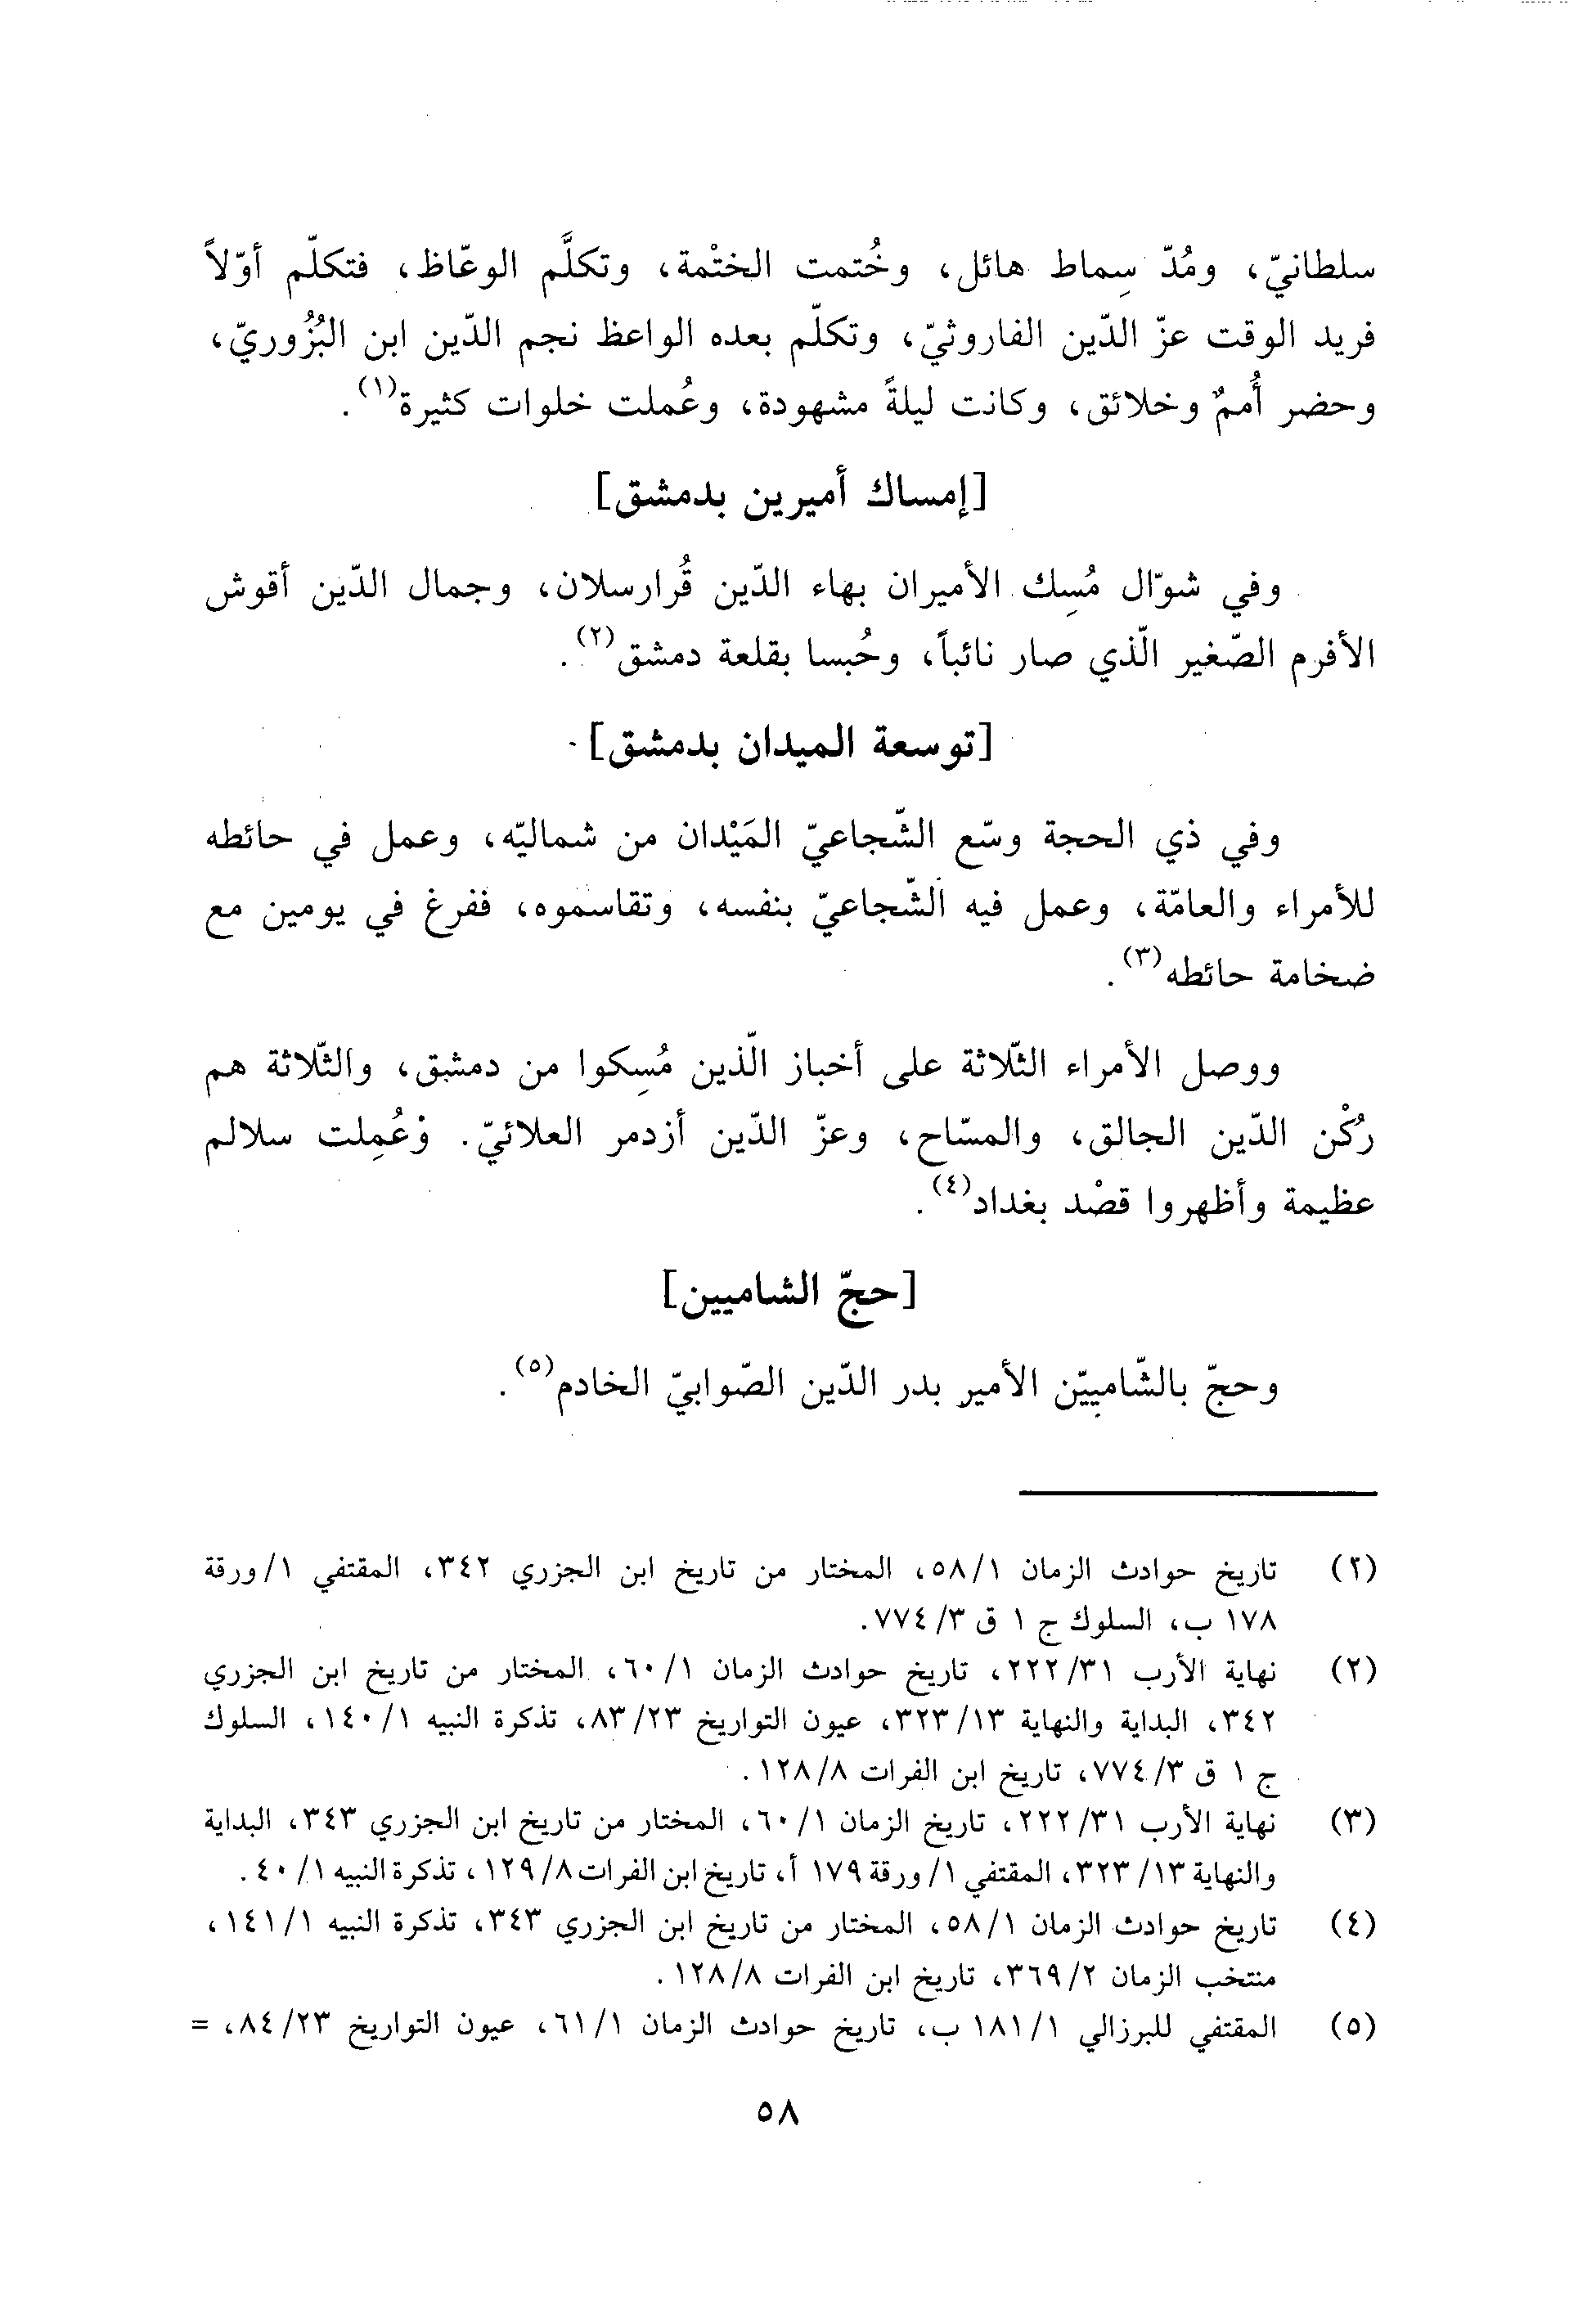 سلطانيّ، ومُدّ سِماط هائل، وخُتمت الختْمة، وتكلَّم الوعّاظ، فتكلّم أوّلاً
فريد الوقت عزّ الدّين الفاروثيّ، وتكلّم بعده الواعظ نجم الدّين ابن البُزُوريّ،
وحضر أُممٌ وخلائق، وكانت ليلةً مشهودة، وعُملت خلوات كثيرة(١).
[إمساك أميرين بدمشق]
وفي شوّال مُسِك الأميران بهاء الدّين قُرارسلان، وجمال الدّين أقوش
الأفرم الصّغير الّذي صار نائباً، وحُبسا بقلعة دمشق(٢).
[توسعة الميدان بدمشق]
وفي ذي الحجة وسّع الشّجاعيّ المَيْدان من شماليّه، وعمل في حائطه
للأمراء والعامّة، وعمل فيه الشّجاعيّ بنفسه، وتقاسموه، ففرغ في يومين مع
ضخامة حائطه(٣).
ووصل الأمراء الثّلاثة على أخباز الّذين مُسِكوا من دمشق، والثّلاثة هم
رُكْن الدّين الجالق، والمسّاح، وعزّ الدّين أزدمر العلائيّ. وعُمِلت سلالم
عظيمة وأظهروا قصْد بغداد(٤).
[حجّ الشاميين]
وحجّ بالشّاميّين الأمير بدر الدّين الصّوابيّ الخادم(٥).
(٢) تاريخ حوادث الزمان ٥٨/١، المختار من تاريخ ابن الجزري ٣٤٢، المقتفي ١/ورقة
١٧٨ ب، السلوك ج ١ ق ٧٧٤/٣.
(٢) نهاية الأرب ٢٢٢/٣١، تاريخ حوادث الزمان ٦٠/١، المختار من تاريخ ابن الجزري
٣٤٢، البداية والنهاية ٣٢٣/١٣، عيون التواريخ ٨٣/٢٣، تذكرة النبيه ١٤٠/١، السلوك
ج ١ ق ٧٧٤/٣، تاريخ ابن الفرات ١٢٨/٨.
(٣) نهاية الأرب ٢٢٢/٣١، تاريخ الزمان ٦٠/١، المختار من تاريخ ابن الجزري ٣٤٣، البداية
والنهاية ٣٢٣/١٣، المقتفي ١/ورقة ١٧٩ أ، تاريخ ابن الفرات ١٢٩/٨، تذكرة النبيه ٤٠/١.
(٤) تاريخ حوادث الزمان ٥٨/١، المختار من تاريخ ابن الجزري ٣٤٣، تذكرة النبيه ١٤١/١،
منتخب الزمان ٣٦٩/٢، تاريخ ابن الفرات ١٢٨/٨.
(٥) المقتفي للبرزالي ١٨١/١ ب، تاريخ حوادث الزمان ٦١/١، عيون التواريخ ٨٤/٢٣، =
٥٨